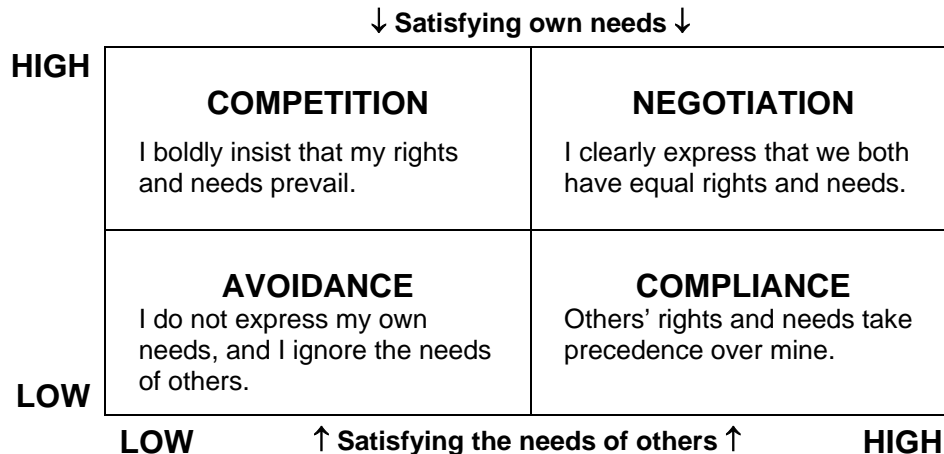 ↓ Satisfying own needs ↓
HIGH
COMPETITION
I boldly insist that my rights
and needs prevail.
NEGOTIATION
I clearly express that we both
have equal rights and needs.
AVOIDANCE
I do not express my own
needs, and I ignore the needs
of others.
COMPLIANCE
Others’ rights and needs take
precedence over mine.
LOW
LOW ↑ Satisfying the needs of others ↑ HIGH